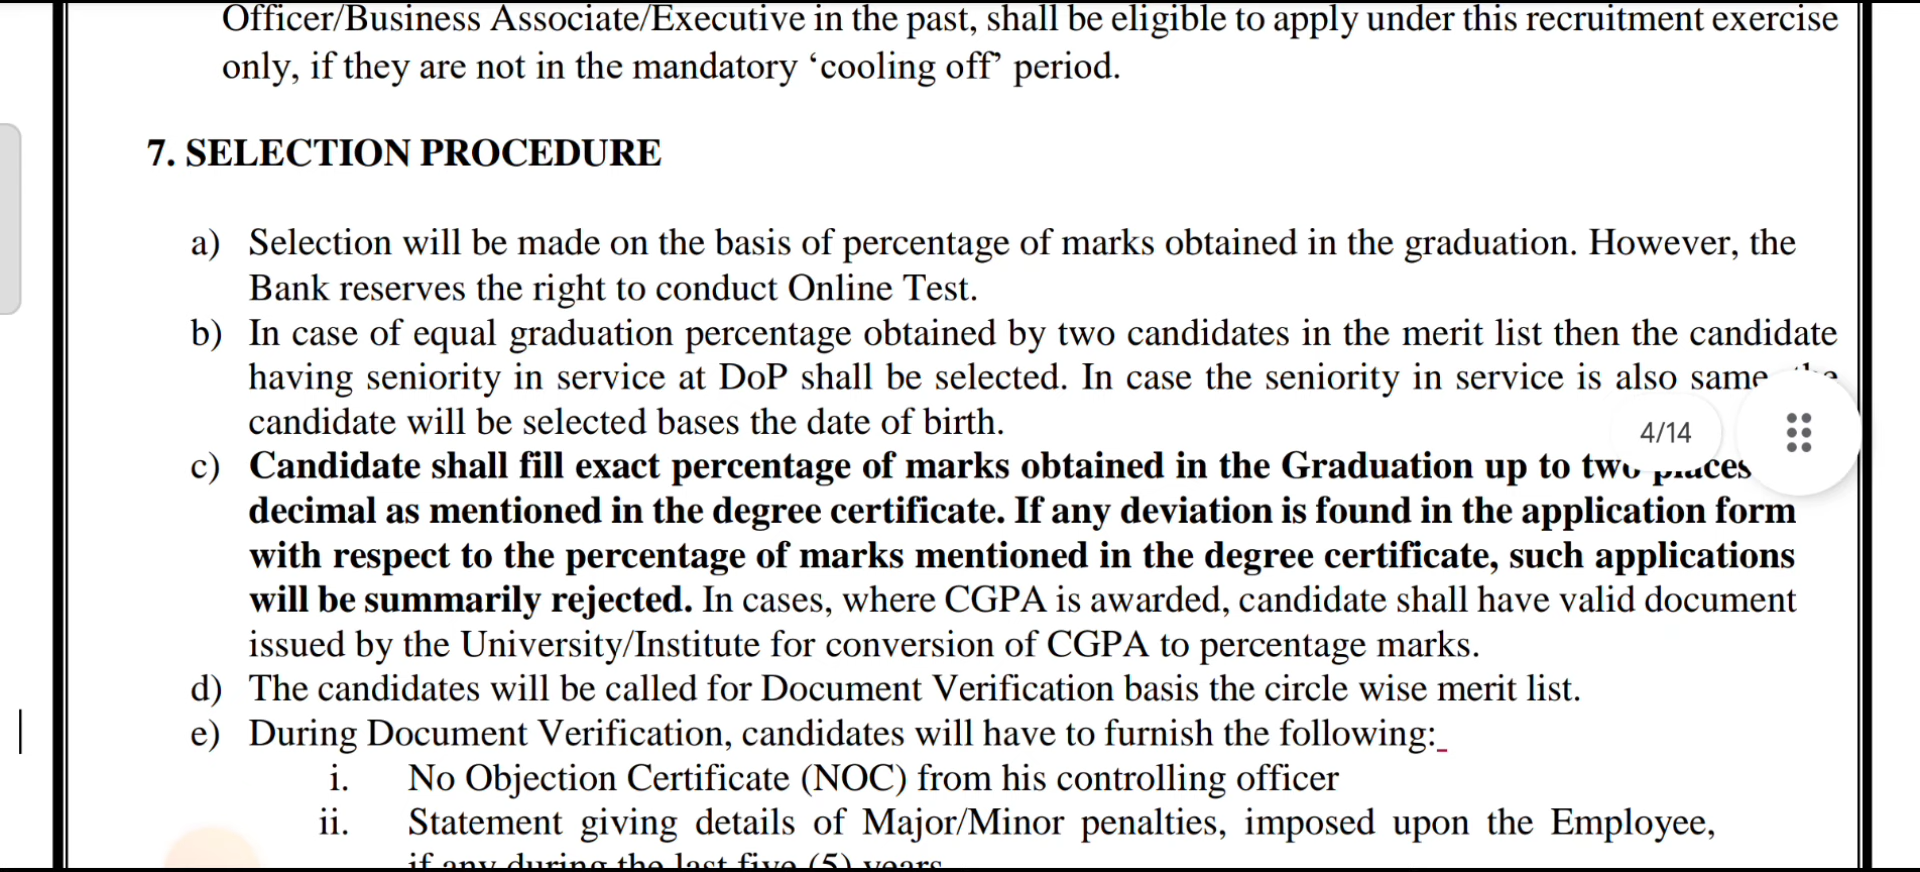 Officer/Business Associate/Executive in the past, shall be eligible to apply under this recruitment exercise
only, if they are not in the mandatory ‘cooling off’ period.
7. SELECTION PROCEDURE
a) Selection will be made on the basis of percentage of marks obtained in the graduation. However, the
Bank reserves the right to conduct Online Test.
b) In case of equal graduation percentage obtained by two candidates in the merit list then the candidate
having seniority in service at DoP shall be selected. In case the seniority in service is also same
candidate will be selected bases the date of birth.
4/14
c) Candidate shall fill exact percentage of marks obtained in the Graduation up to two places
decimal as mentioned in the degree certificate. If any deviation is found in the application form
with respect to the percentage of marks mentioned in the degree certificate, such applications
will be summarily rejected. In cases, where CGPA is awarded, candidate shall have valid document
issued by the University/Institute for conversion of CGPA to percentage marks.
d) The candidates will be called for Document Verification basis the circle wise merit list.
e) During Document Verification, candidates will have to furnish the following:
i. No Objection Certificate (NOC) from his controlling officer
ii. Statement giving details of Major/Minor penalties, imposed upon the Employee,
if any during the last five (5) years